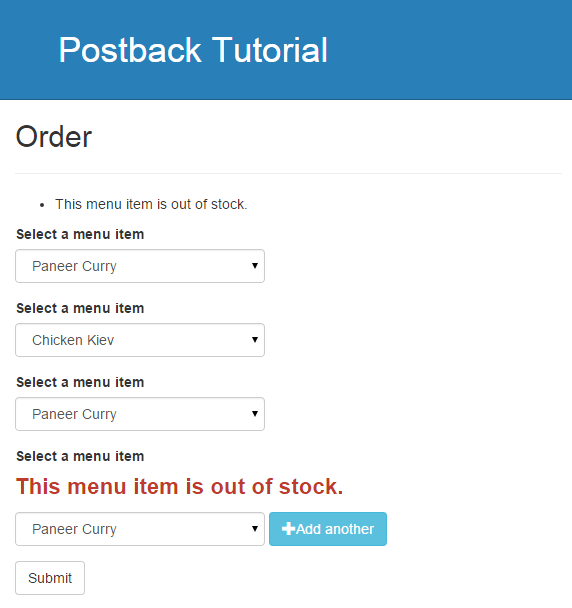 Postback Tutorial
Order
• This menu item is out of stock.
Select a menu item
Paneer Curry
Select a menu item
Chicken Kiev
Select a menu item
Paneer Curry
Select a menu item
This menu item is out of stock.
Paneer Curry Add another
Submit